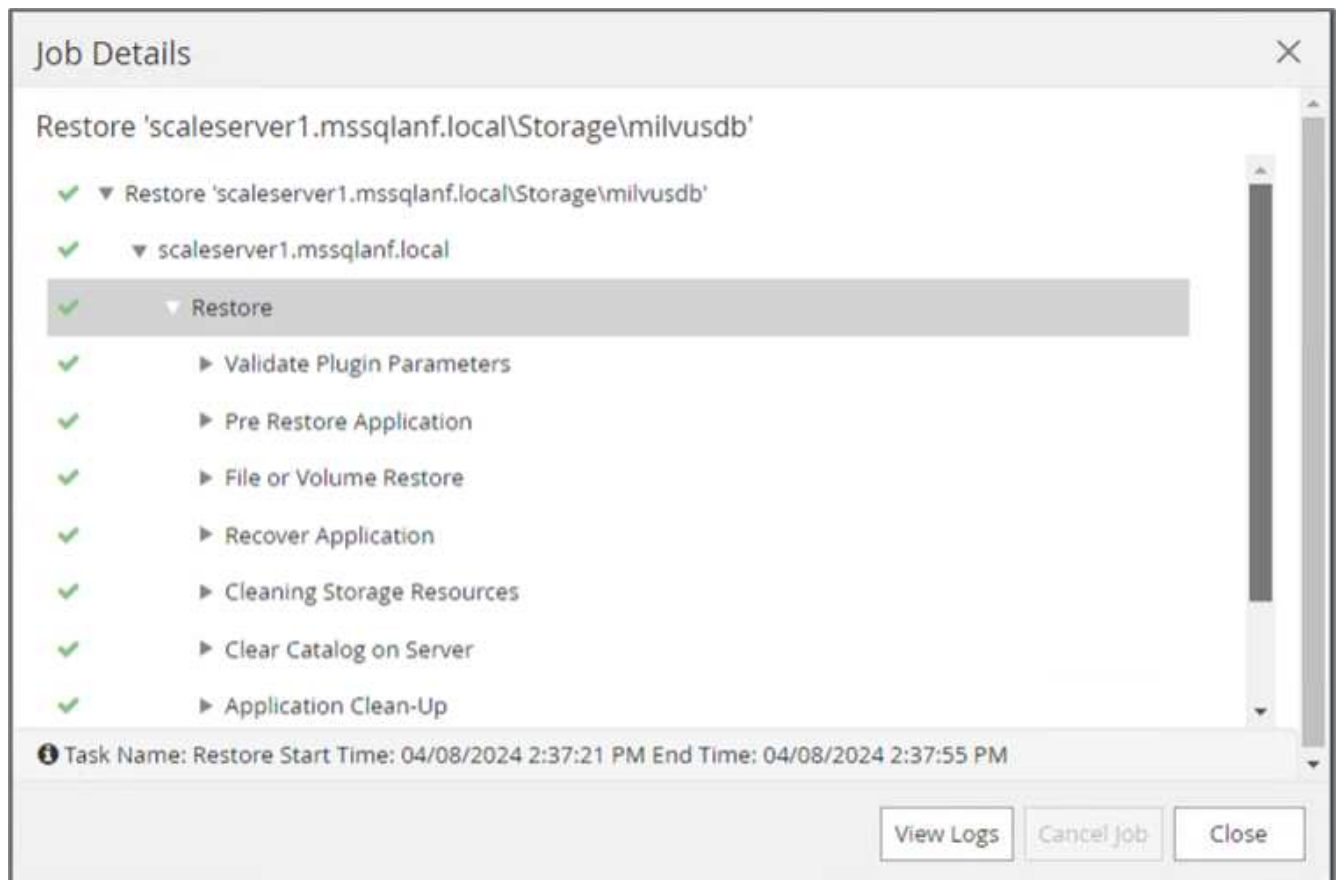 Job Details
Restore 'scaleserver1.mssqlanf.local\Storage\milvusdb'
Restore 'scaleserver1.mssqlanf.local\Storage\milvusdb'
scaleserver1.mssqlanf.local
Restore
Validate Plugin Parameters
Pre Restore Application
File or Volume Restore
Recover Application
Cleaning Storage Resources
Clear Catalog on Server
Application Clean-Up
Task Name: Restore Start Time: 04/08/2024 2:37:21 PM End Time: 04/08/2024 2:37:55 PM
View Logs Cancel Job Close